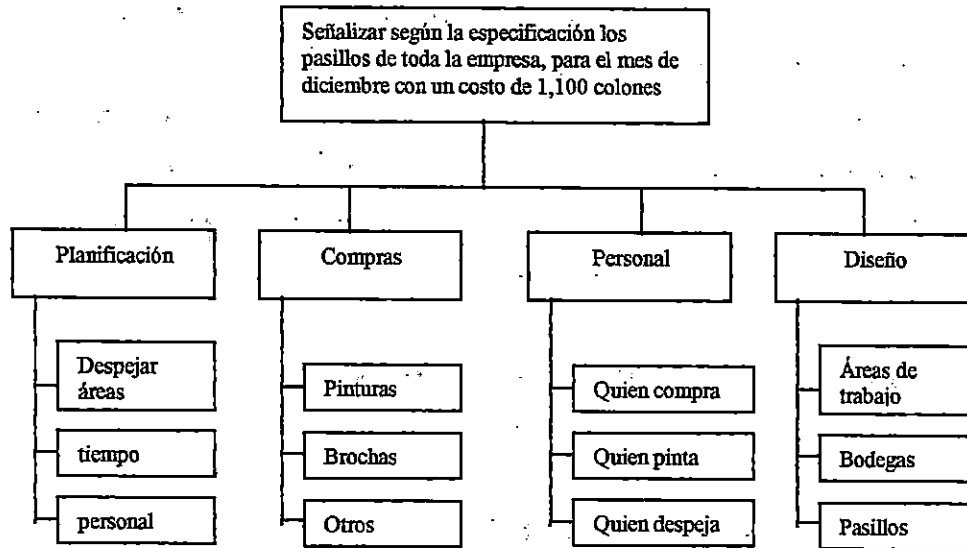 Señalizar según la especificación los
pasillos de toda la empresa, para el mes de
diciembre con un costo de 1,100 colones
Planificación
Compras
Personal
Diseño
Despejar
áreas
tiempo
personal
Pinturas
Brochas
Otros
Quien compra
Quien pinta
Quien despeja
Áreas de
trabajo
Bodegas
Pasillos